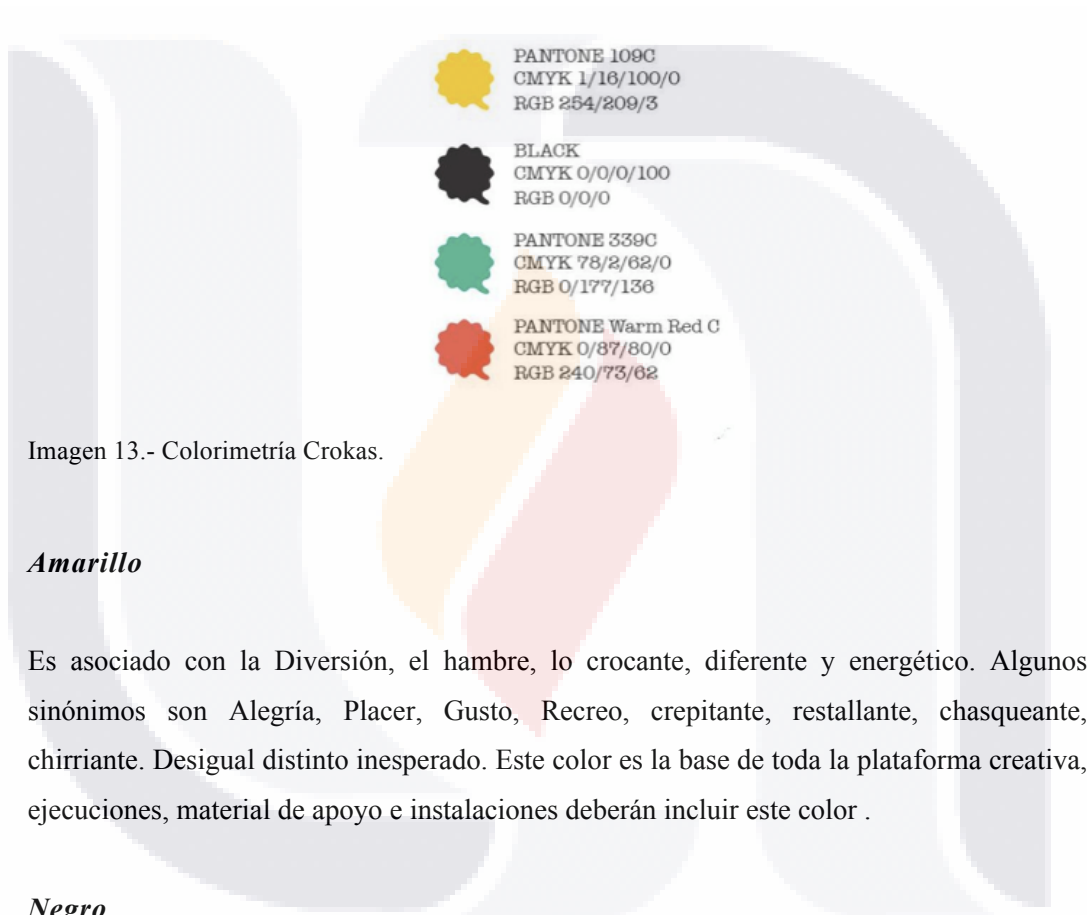 PANTONE 109C
CMYK 1/16/100/0
RGB 254/209/3
BLACK
CMYK 0/0/0/100
RGB 0/0/0
PANTONE 339C
CMYK 78/2/62/0
RGB 0/177/136
PANTONE Warm Red C
CMYK 0/87/80/0
RGB 240/73/62
Imagen 13.- Colorimetría Crokas.
Amarillo
Es asociado con la Diversión, el hambre, lo crocante, diferente y energético. Algunos
sinónimos son Alegría, Placer, Gusto, Recreo, crepitante, restallante, chasqueante,
chirriante. Desigual distinto inesperado. Este color es la base de toda la plataforma creativa,
ejecuciones, material de apoyo e instalaciones deberán incluir este color .
Negro